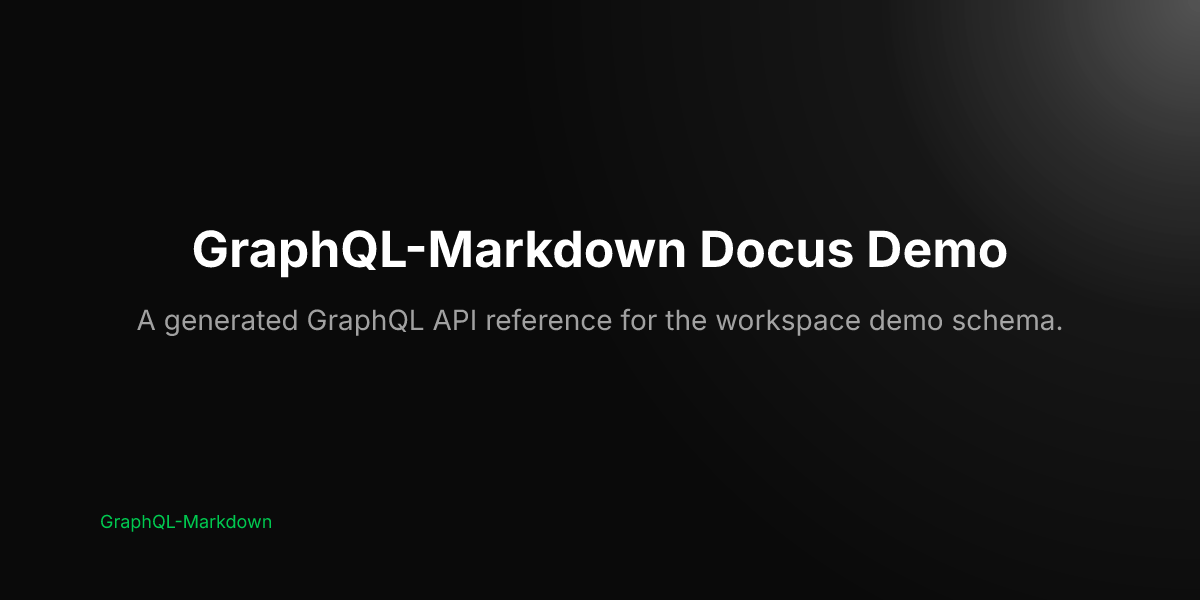 GraphQL-Markdown Docus Demo
A generated GraphQL API reference for the workspace demo schema.
GraphQL-Markdown